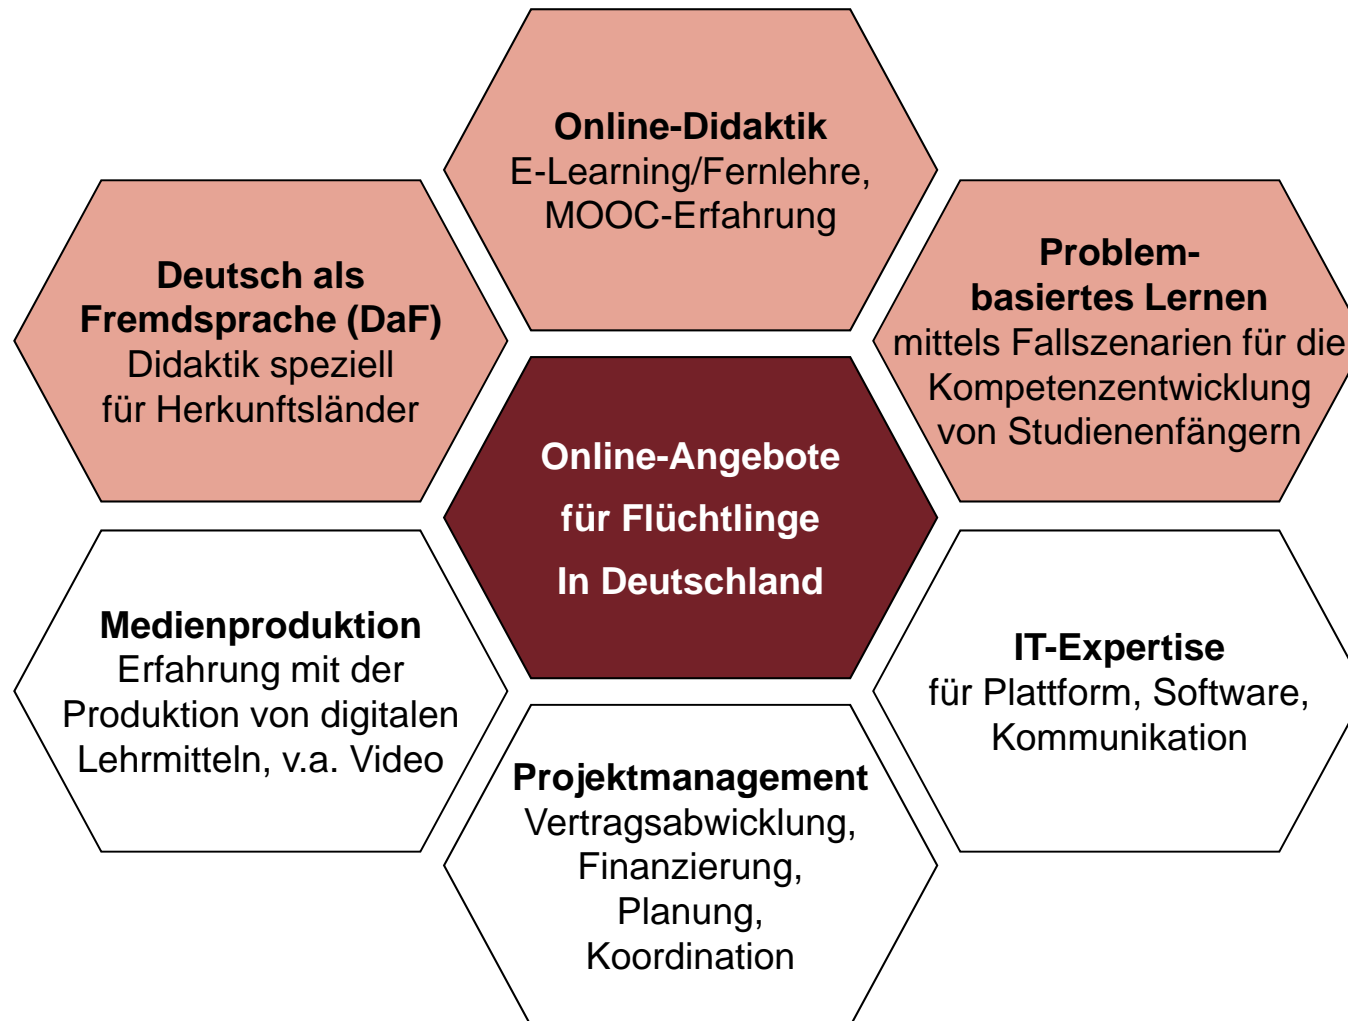 Online-Didaktik
E-Learning/Fernlehre,
MOOC-Erfahrung
Deutsch als
Fremdsprache (DaF)
Didaktik speziell
für Herkunftsländer
Problem-
basiertes Lernen
mittels Fallszenarien für die
Kompetenzentwicklung
von Studienenfängern
Online-Angebote
für Flüchtlinge
In Deutschland
Medienproduktion
Erfahrung mit der
Produktion von digitalen
Lehrmitteln, v.a. Video
IT-Expertise
für Plattform, Software,
Kommunikation
Projektmanagement
Vertragsabwicklung,
Finanzierung,
Planung,
Koordination